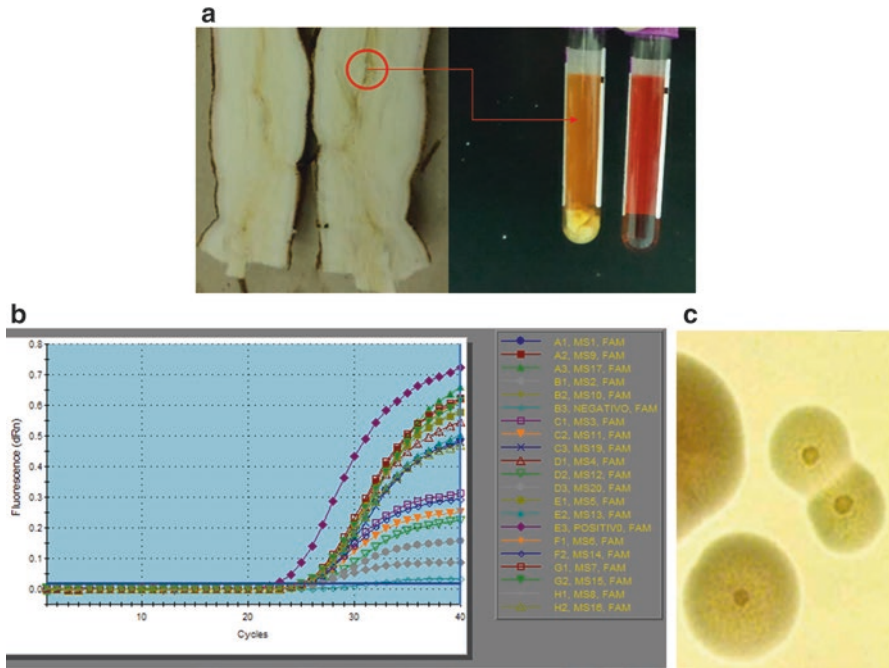 a
b
0.8
0.7
0.6
0.5
0.4
0.3
0.2
0.1
0.0
Fluorescence (dRn)
10
20
30
40
Cycles
A1, MS1, FAM
A2, MS9, FAM
A3, MS17, FAM
B1, MS2, FAM
B2, MS10, FAM
B3, NEGATIVO, FAM
C1, MS3, FAM
C2, MS11, FAM
C3, MS19, FAM
D1, MS4, FAM
D2, MS12, FAM
D3, MS20, FAM
E1, MS5, FAM
E2, MS13, FAM
E3, POSITIVO, FAM
F1, MS6, FAM
F2, MS14, FAM
G1, MS7, FAM
G2, MS15, FAM
H1, MS8, FAM
H2, MS16, FAM
c